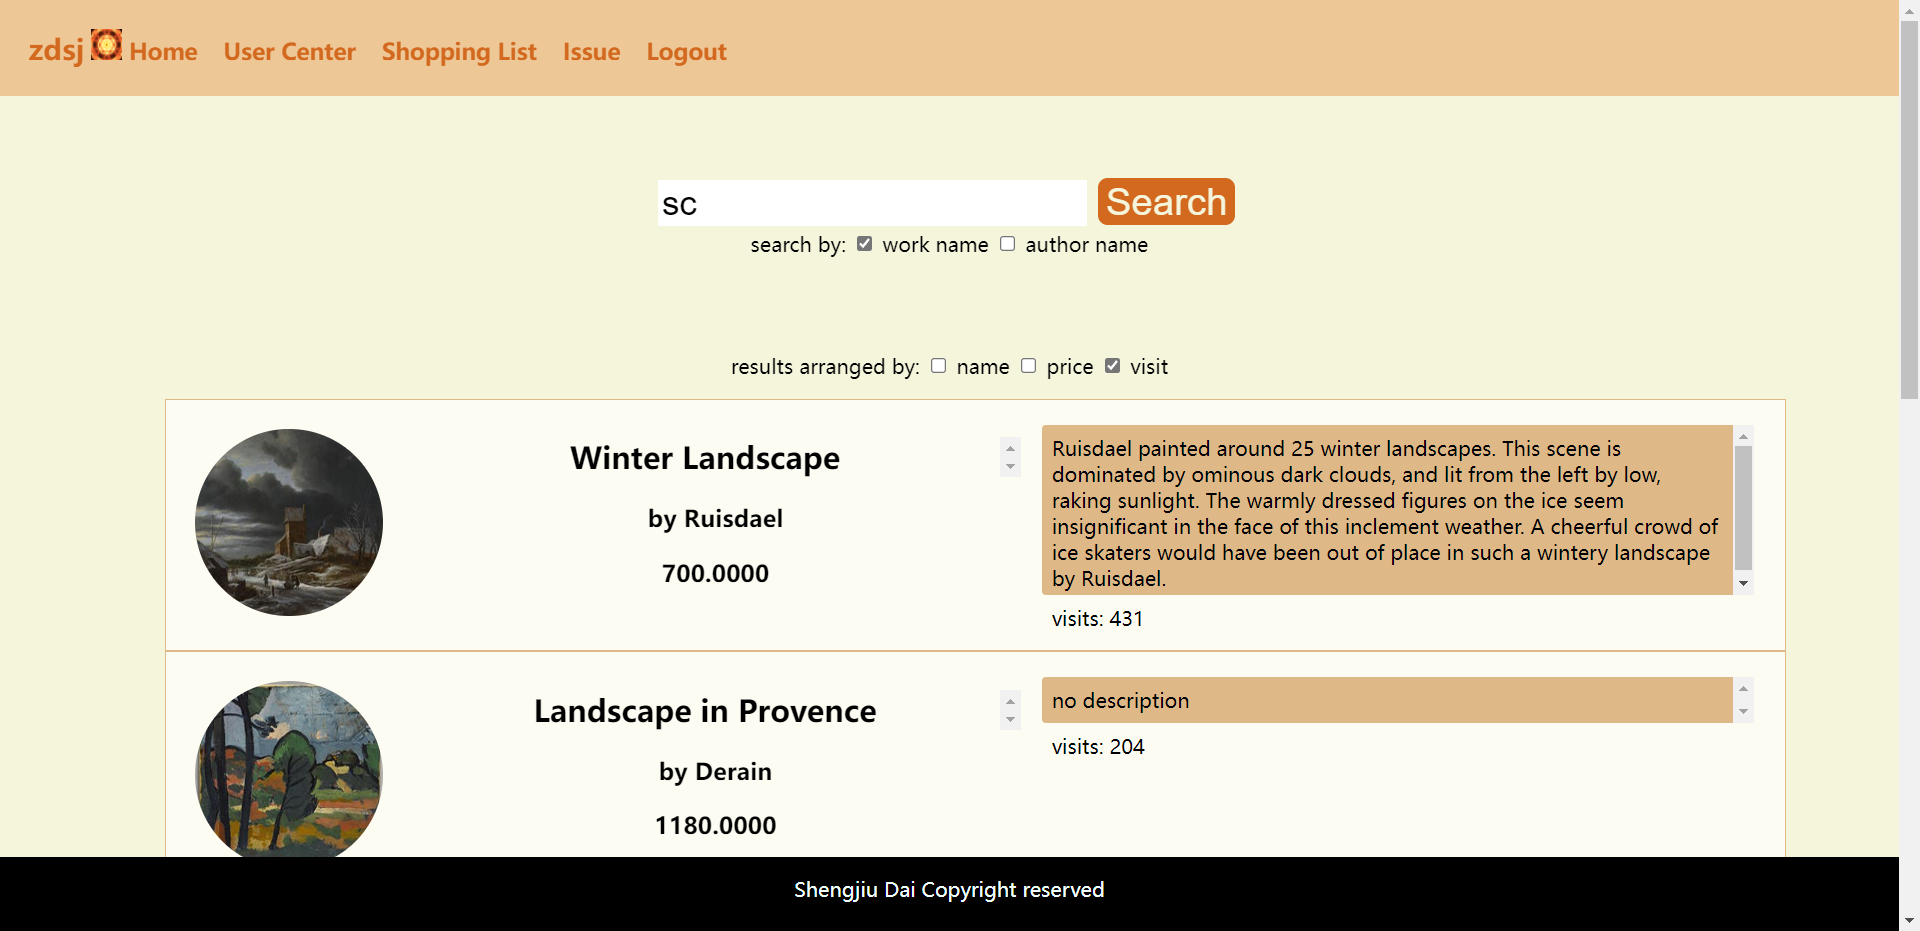 zdsj Home User Center Shopping List Issue Logout
sc Search
search by: work name author name
results arranged by: name price visit
Winter Landscape
by Ruisdael
700.0000
Ruisdael painted around 25 winter landscapes. This scene is
dominated by ominous dark clouds, and lit from the left by low,
raking sunlight. The warmly dressed figures on the ice seem
insignificant in the face of this inclement weather. A cheerful crowd of
ice skaters would have been out of place in such a wintery landscape
by Ruisdael.
visits: 431
Landscape in Provence
by Derain
1180.0000
no description
visits: 204
Shengjiu Dai Copyright reserved